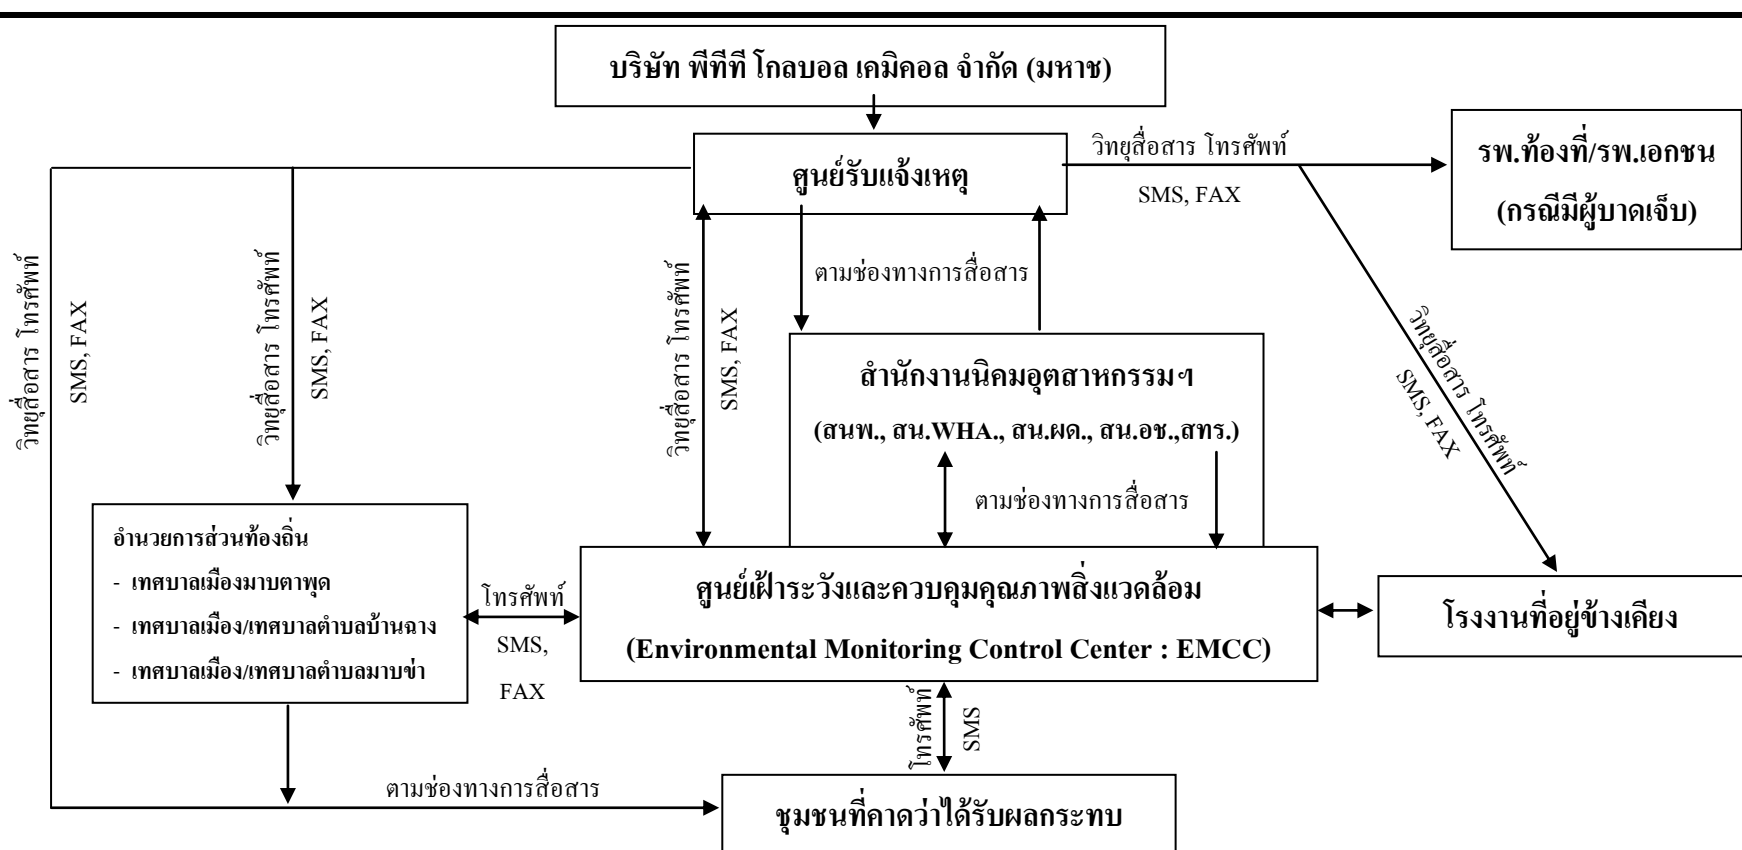 บริษัท พีทีที โกลบอล เคมิคอล จำกัด (มหาช)
ศูนย์รับแจ้งเหตุ
วิทยุสื่อสาร โทรศัพท์
SMS, FAX
รพ.ท้องที่/รพ.เอกชน
(กรณีมีผู้บาดเจ็บ)
วิทยุสื่อสาร โทรศัพท์
SMS, FAX
วิทยุสื่อสาร โทรศัพท์
SMS, FAX
วิทยุสื่อสาร โทรศัพท์
SMS, FAX
ตามช่องทางการสื่อสาร
วิทยุสื่อสาร โทรศัพท์
SMS, FAX
สำนักงานนิคมอุตสาหกรรมฯ
(สนพ., สน.WHA., สน.ผด., สน.อช.,สทร.)
ตามช่องทางการสื่อสาร
อำนวยการส่วนท้องถิ่น
- เทศบาลเมืองมาบตาพุด
- เทศบาลเมือง/เทศบาลตำบลบ้านฉาง
- เทศบาลเมือง/เทศบาลตำบลมาบข่า
โทรศัพท์
SMS,
FAX
ศูนย์เฝ้าระวังและควบคุมคุณภาพสิ่งแวดล้อม
(Environmental Monitoring Control Center : EMCC)
โรงงานที่อยู่ข้างเคียง
โทรศัพท์
SMS
ตามช่องทางการสื่อสาร
ชุมชนที่คาดว่าได้รับผลกระทบ